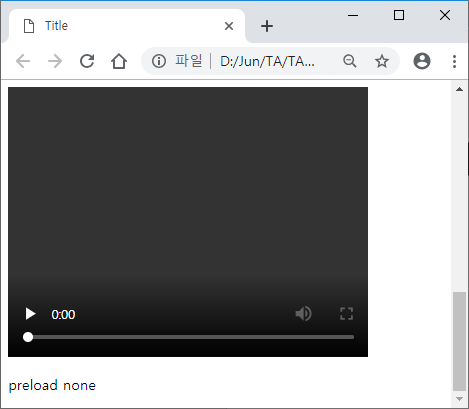 Title
파일 D:/Jun/TA/TA...
0:00
preload none